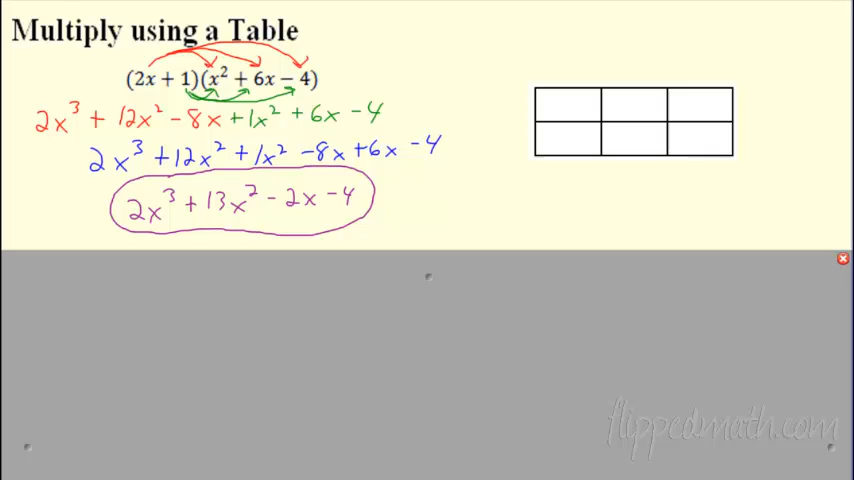 Multiply using a Table
(2x + 1)(x² + 6x − 4)
2x³ + 12x² − 8x + 1x² + 6x − 4
2x³ + 12x² + 1x² − 8x + 6x − 4
2x³ + 13x² − 2x − 4
flippedmath.com